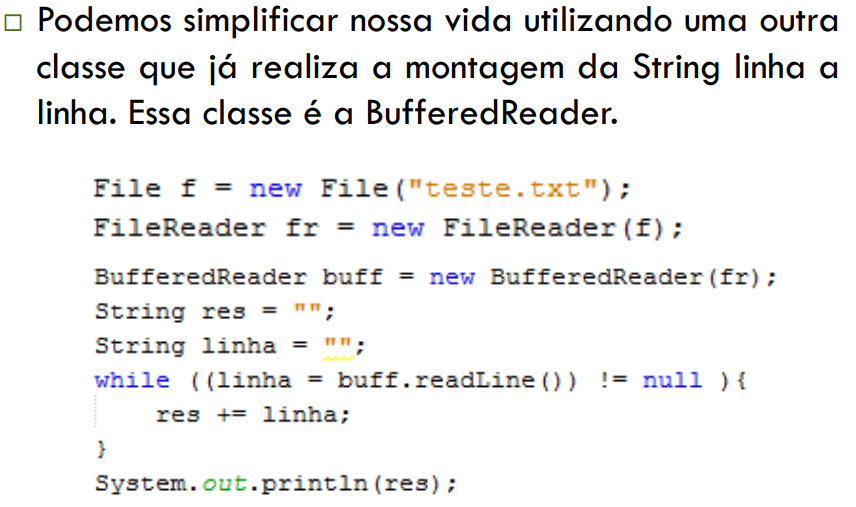 Podemos simplificar nossa vida utilizando uma outra
classe que já realiza a montagem da String linha a
linha. Essa classe é a BufferedReader.
File f = new File("teste.txt");
FileReader fr = new FileReader(f);
BufferedReader buff = new BufferedReader(fr);
String res = "";
String linha = "";
while ((linha = buff.readLine()) != null ){
    res += linha;
}
System.out.println(res);